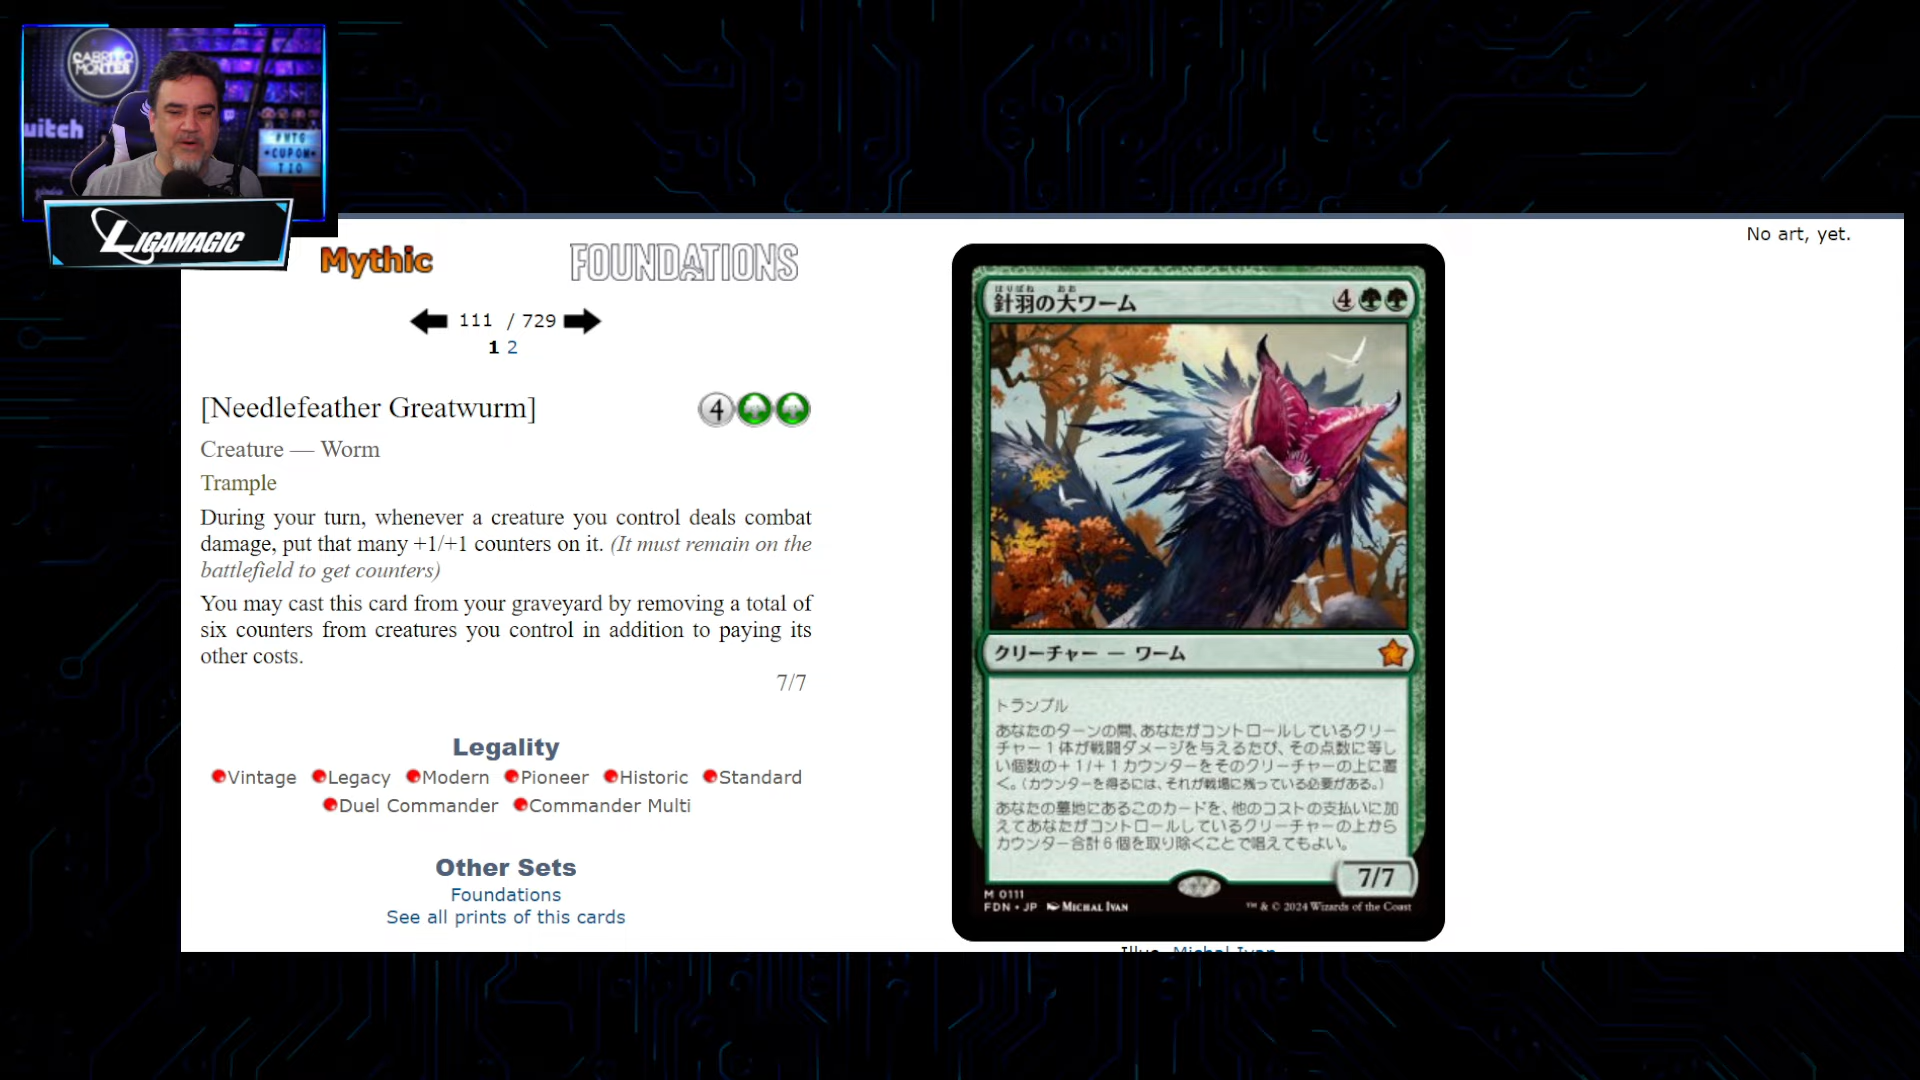 CABRITO MONTÊS
witch
#MTG
•CUPOM•
TIO
LIGAMAGIC
Mythic
FOUNDATIONS
111 / 729
1 2
[Needlefeather Greatwurm] 4
Creature — Worm
Trample
During your turn, whenever a creature you control deals combat
damage, put that many +1/+1 counters on it. (It must remain on the
battlefield to get counters)
You may cast this card from your graveyard by removing a total of
six counters from creatures you control in addition to paying its
other costs.
7/7
Legality
Vintage Legacy Modern Pioneer Historic Standard
Duel Commander Commander Multi
Other Sets
Foundations
See all prints of this cards
No art, yet.
はりばね おお
針羽の大ワーム 4
クリーチャー — ワーム
トランプル
あなたのターンの間、あなたがコントロールしているクリー
チャー1体が戦闘ダメージを与えるたび、その点数に等し
い個数の+1/+1カウンターをそのクリーチャーの上に置
く。(カウンターを得るには、それが戦場に残っている必要がある。)
あなたの墓地にあるこのカードを、他のコストの支払いに加
えてあなたがコントロールしているクリーチャーの上から
カウンター合計6個を取り除くことで唱えてもよい。
7/7
M 0111
FDN • JP MICHAL IVAN
™ & © 2024 Wizards of the Coast
Illus. Michal Ivan